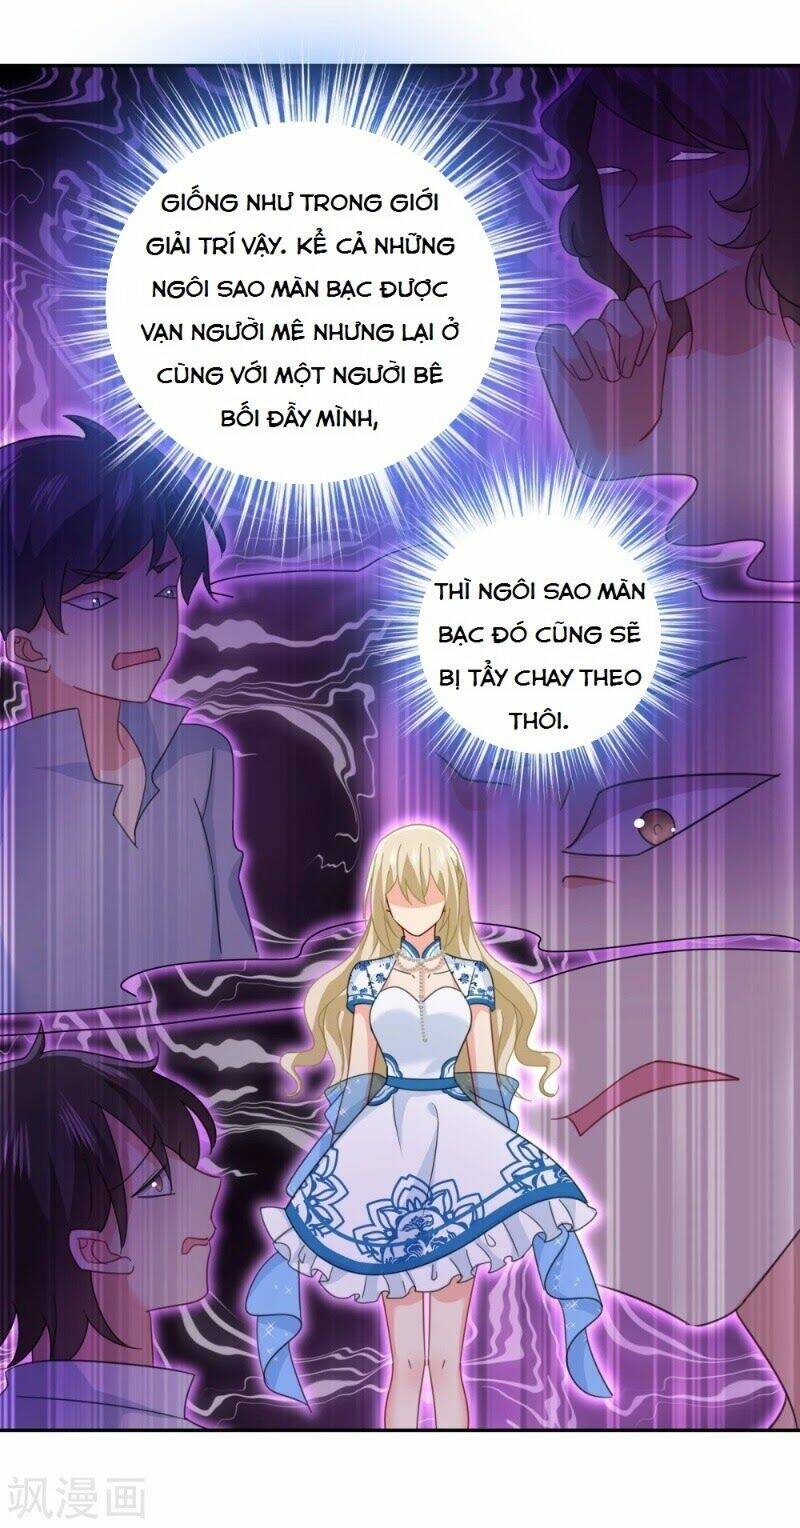 GIỐNG NHƯ TRONG GIỚI
GIẢI TRÍ VẬY. KỂ CẢ NHỮNG
NGÔI SAO MÀN BẠC ĐƯỢC
VẠN NGƯỜI MÊ NHƯNG LẠI Ở
CÙNG VỚI MỘT NGƯỜI BÊ
BỐI ĐẦY MÌNH,
THÌ NGÔI SAO MÀN
BẠC ĐÓ CŨNG SẼ
BỊ TẨY CHAY THEO
THÔI.
飒漫画